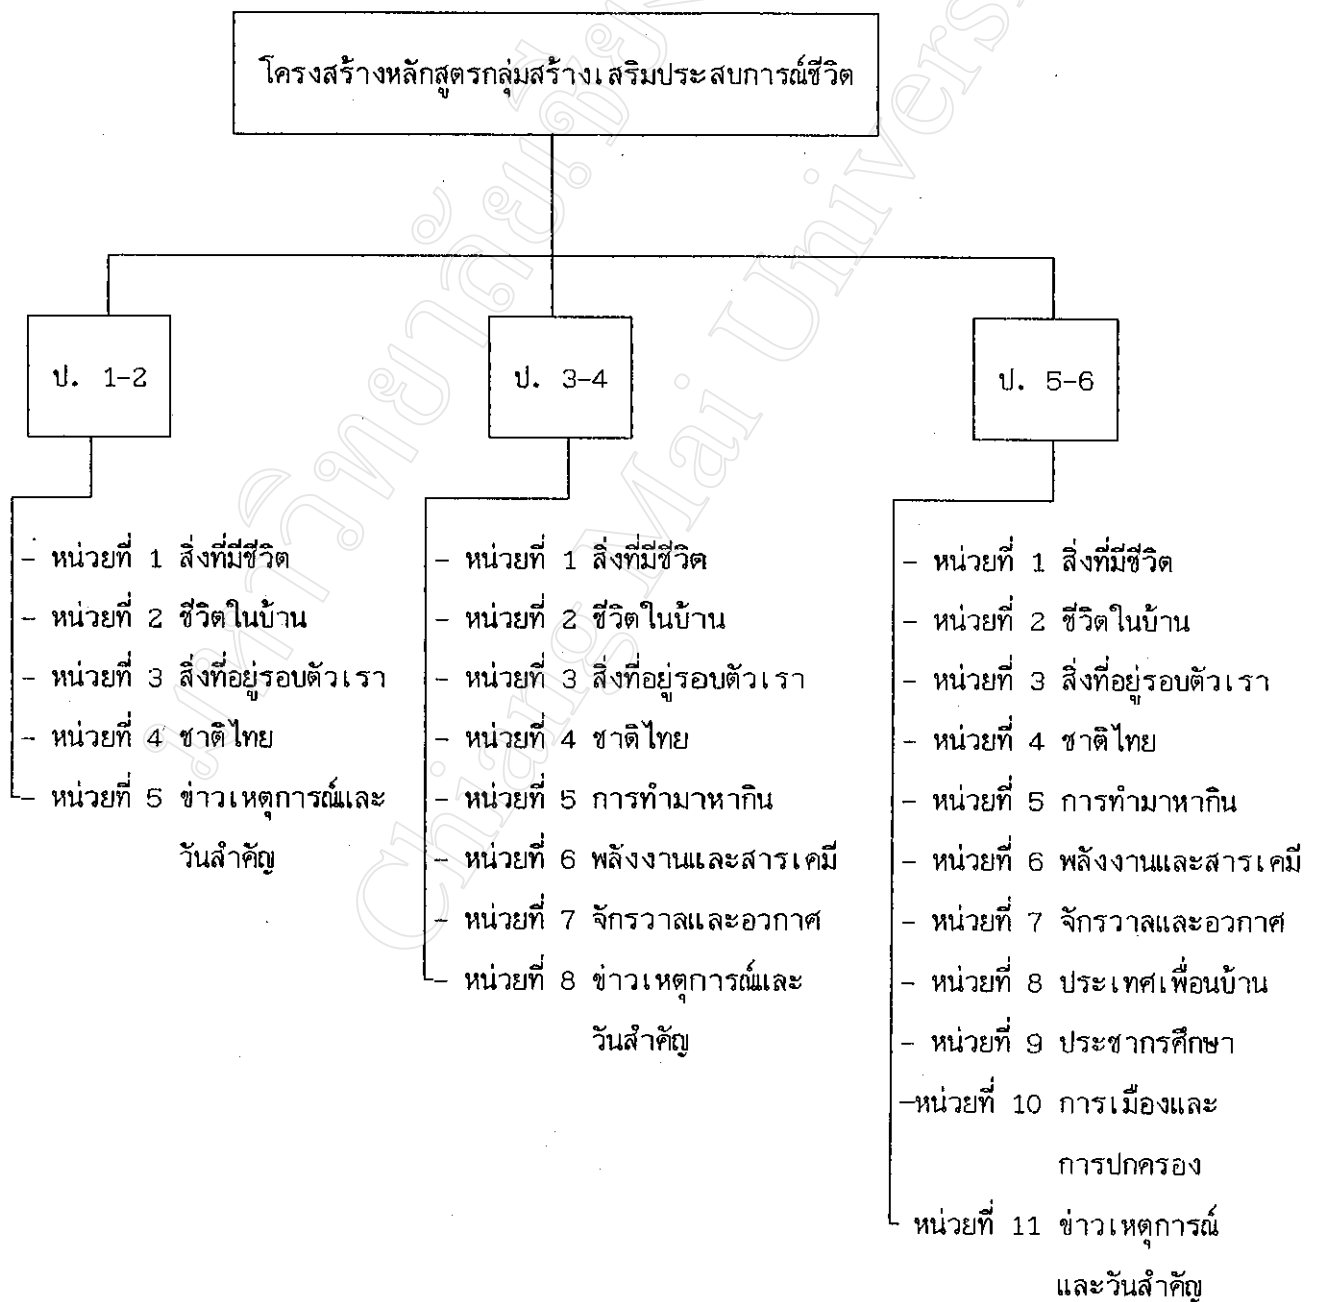 โครงสร้างหลักสูตรกลุ่มสร้างเสริมประสบการณ์ชีวิต
ป. 1-2
ป. 3-4
ป. 5-6
- หน่วยที่ 1 สิ่งที่มีชีวิต
- หน่วยที่ 2 ชีวิตในบ้าน
- หน่วยที่ 3 สิ่งที่อยู่รอบตัวเรา
- หน่วยที่ 4 ชาติไทย
- หน่วยที่ 5 ข่าวเหตุการณ์และ
วันสำคัญ
- หน่วยที่ 1 สิ่งที่มีชีวิต
- หน่วยที่ 2 ชีวิตในบ้าน
- หน่วยที่ 3 สิ่งที่อยู่รอบตัวเรา
- หน่วยที่ 4 ชาติไทย
- หน่วยที่ 5 การทำมาหากิน
- หน่วยที่ 6 พลังงานและสารเคมี
- หน่วยที่ 7 จักรวาลและอวกาศ
- หน่วยที่ 8 ข่าวเหตุการณ์และ
วันสำคัญ
- หน่วยที่ 1 สิ่งที่มีชีวิต
- หน่วยที่ 2 ชีวิตในบ้าน
- หน่วยที่ 3 สิ่งที่อยู่รอบตัวเรา
- หน่วยที่ 4 ชาติไทย
- หน่วยที่ 5 การทำมาหากิน
- หน่วยที่ 6 พลังงานและสารเคมี
- หน่วยที่ 7 จักรวาลและอวกาศ
- หน่วยที่ 8 ประเทศเพื่อนบ้าน
- หน่วยที่ 9 ประชากรศึกษา
-หน่วยที่ 10 การเมืองและ
การปกครอง
- หน่วยที่ 11 ข่าวเหตุการณ์
และวันสำคัญ
Chiang Mai